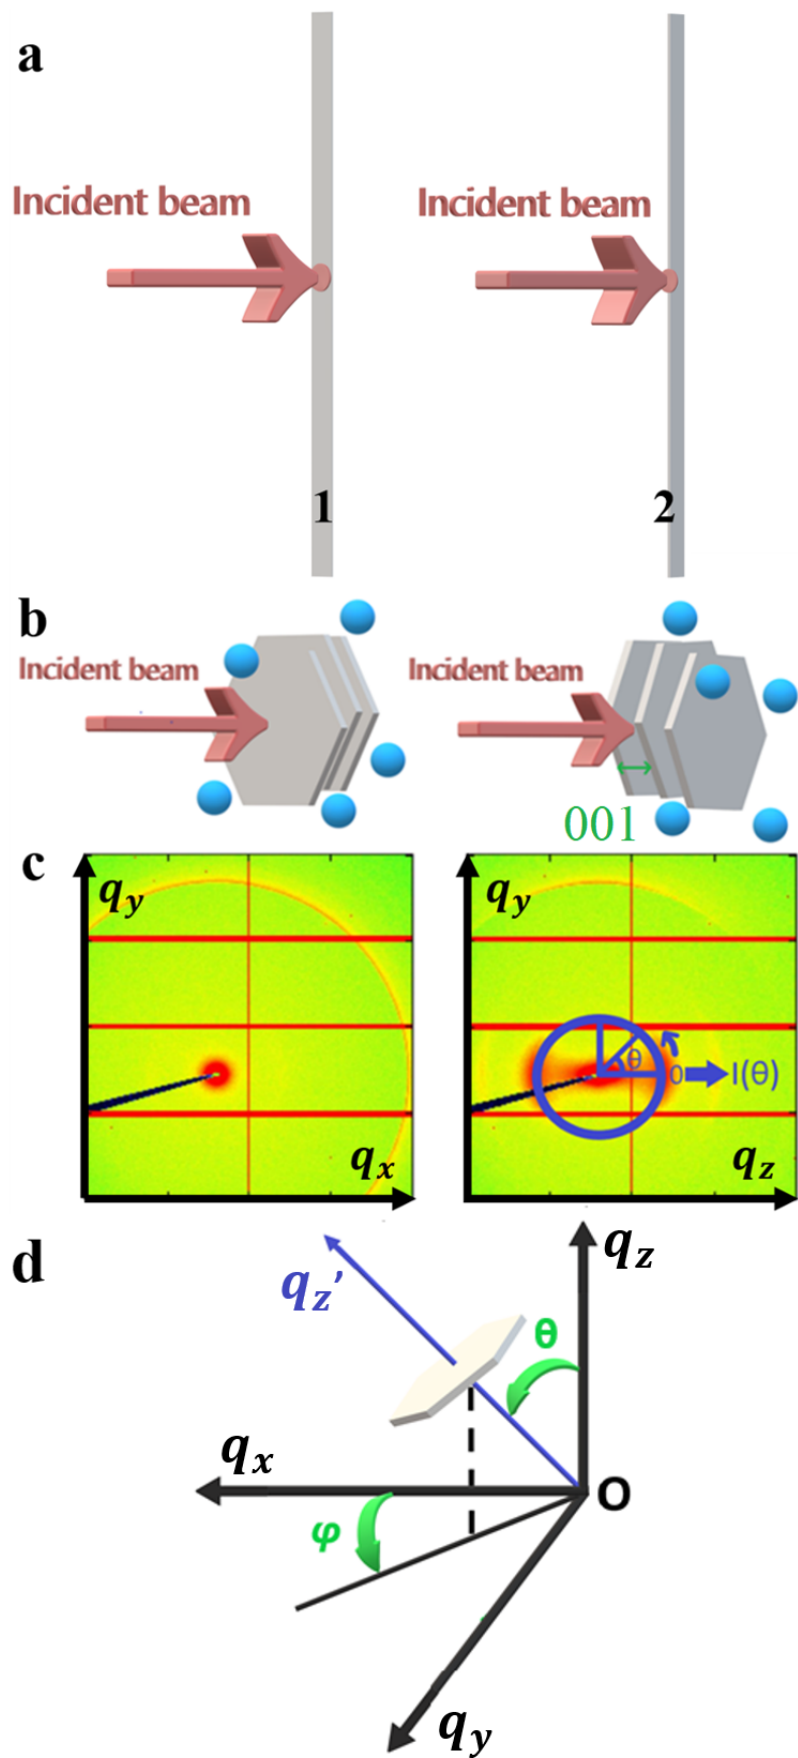 a
Incident beam
Incident beam
1
2
b
Incident beam
Incident beam
001
c
qy
qy
θ
0
I(θ)
qx
qz
d
qz
qz'
θ
qx
O
φ
qy